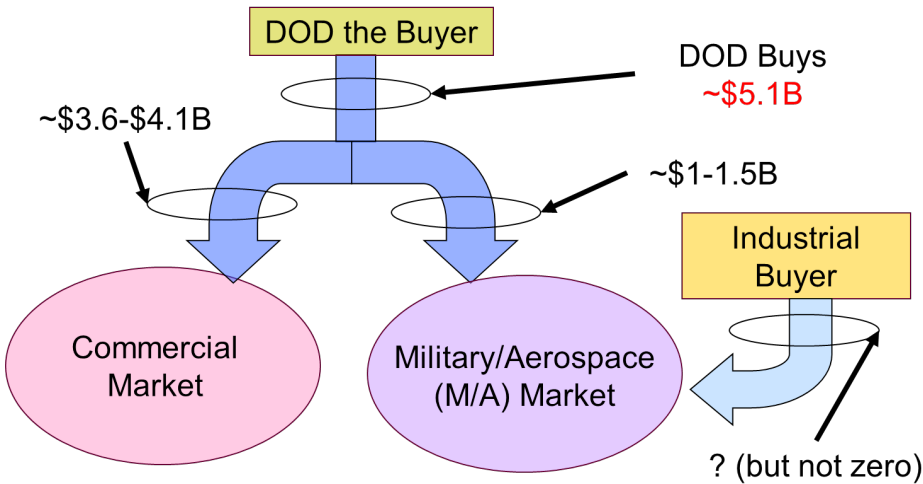 DOD the Buyer
DOD Buys
~$5.1B
~$3.6-$4.1B
~$1-1.5B
Industrial
Buyer
Commercial
Market
Military/Aerospace
(M/A) Market
? (but not zero)